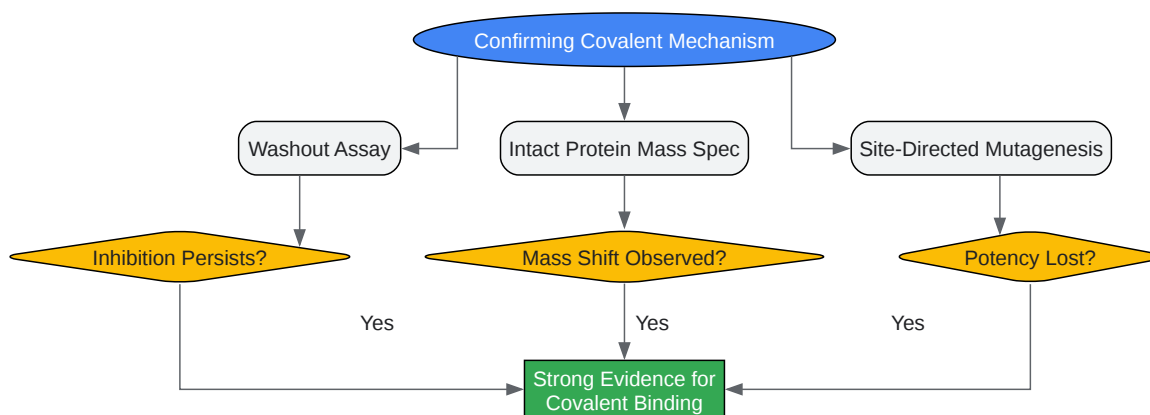 Confirming Covalent Mechanism
Washout Assay
Intact Protein Mass Spec
Site-Directed Mutagenesis
Inhibition Persists?
Mass Shift Observed?
Potency Lost?
Yes
Yes
Yes
Strong Evidence for
Covalent Binding